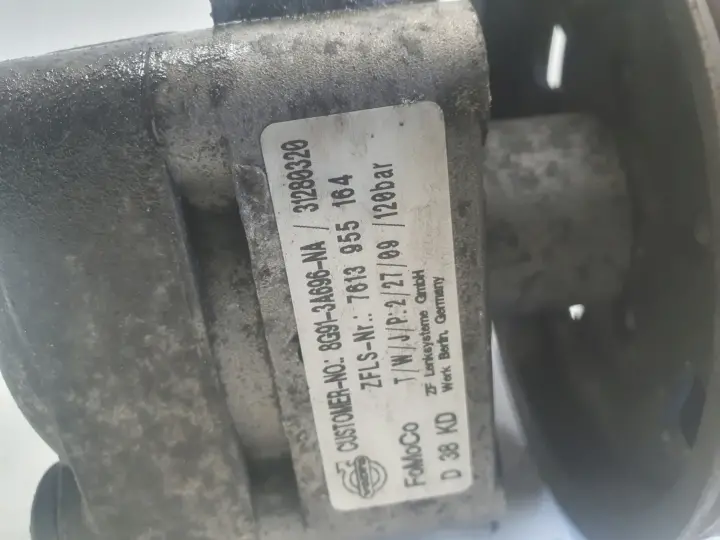 VOLVO
CUSTOMER-NO.: 8G91-3A696-NA / 31280320
ZFLS-Nr.: 7613 955 164
FoMoCo T/W/J/P:2/27/09 /120bar
D 38 KD ZF Lenksysteme GmbH
Werk Berlin, Germany